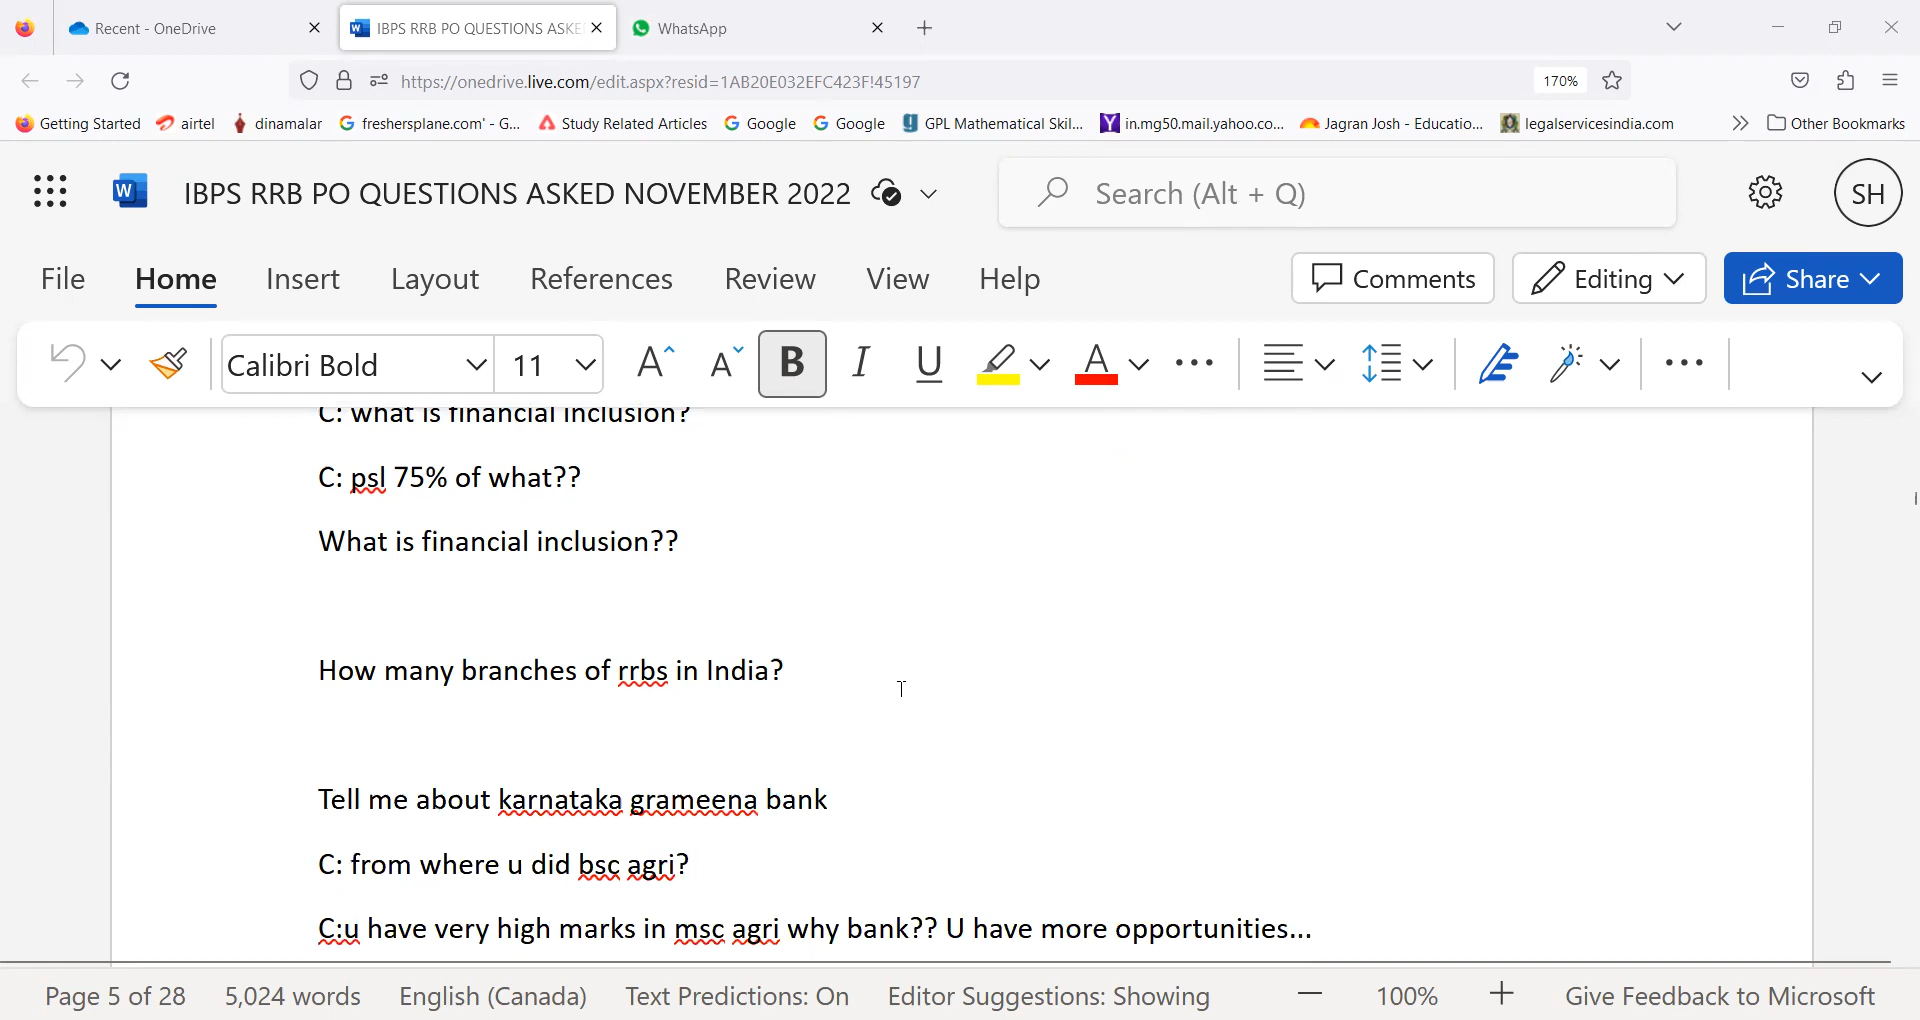 Recent - OneDrive
IBPS RRB PO QUESTIONS ASKE
WhatsApp
https://onedrive.live.com/edit.aspx?resid=1AB20E032EFC423F!45197
170%
Getting Started
airtel
dinamalar
freshersplane.com' - G...
Study Related Articles
Google
Google
GPL Mathematical Skil...
in.mg50.mail.yahoo.co...
Jagran Josh - Educatio...
legalservicesindia.com
Other Bookmarks
W
IBPS RRB PO QUESTIONS ASKED NOVEMBER 2022
Search (Alt + Q)
SH
File
Home
Insert
Layout
References
Review
View
Help
Comments
Editing
Share
Calibri Bold
11
C: what is financial inclusion?
C: psl 75% of what??
What is financial inclusion??
How many branches of rrbs in India?
Tell me about karnataka grameena bank
C: from where u did bsc agri?
C:u have very high marks in msc agri why bank?? U have more opportunities...
Page 5 of 28
5,024 words
English (Canada)
Text Predictions: On
Editor Suggestions: Showing
100%
Give Feedback to Microsoft